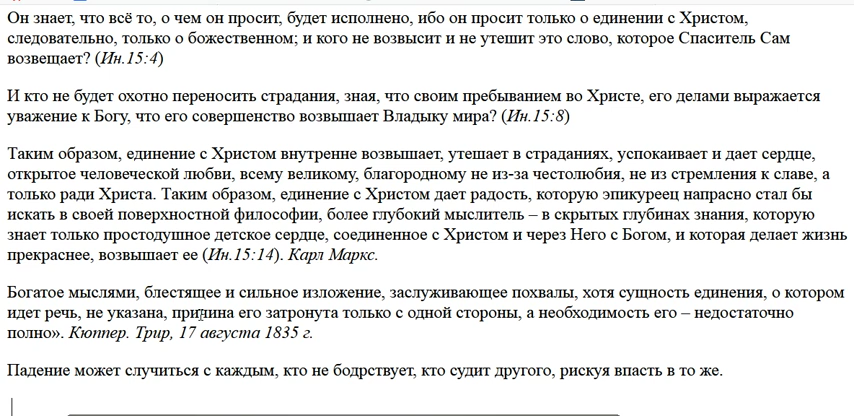 Он знает, что всё то, о чем он просит, будет исполнено, ибо он просит только о единении с Христом,
следовательно, только о божественном; и кого не возвысит и не утешит это слово, которое Спаситель Сам
возвещает? (Ин.15:4)
И кто не будет охотно переносить страдания, зная, что своим пребыванием во Христе, его делами выражается
уважение к Богу, что его совершенство возвышает Владыку мира? (Ин.15:8)
Таким образом, единение с Христом внутренне возвышает, утешает в страданиях, успокаивает и дает сердце,
открытое человеческой любви, всему великому, благородному не из-за честолюбия, не из стремления к славе, а
только ради Христа. Таким образом, единение с Христом дает радость, которую эпикуреец напрасно стал бы
искать в своей поверхностной философии, более глубокий мыслитель – в скрытых глубинах знания, которую
знает только простодушное детское сердце, соединенное с Христом и через Него с Богом, и которая делает жизнь
прекраснее, возвышает ее (Ин.15:14). Карл Маркс.
Богатое мыслями, блестящее и сильное изложение, заслуживающее похвалы, хотя сущность единения, о котором
идет речь, не указана, причина его затронута только с одной стороны, а необходимость его – недостаточно
полно». Кюппер. Трир, 17 августа 1835 г.
Падение может случиться с каждым, кто не бодрствует, кто судит другого, рискуя впасть в то же.